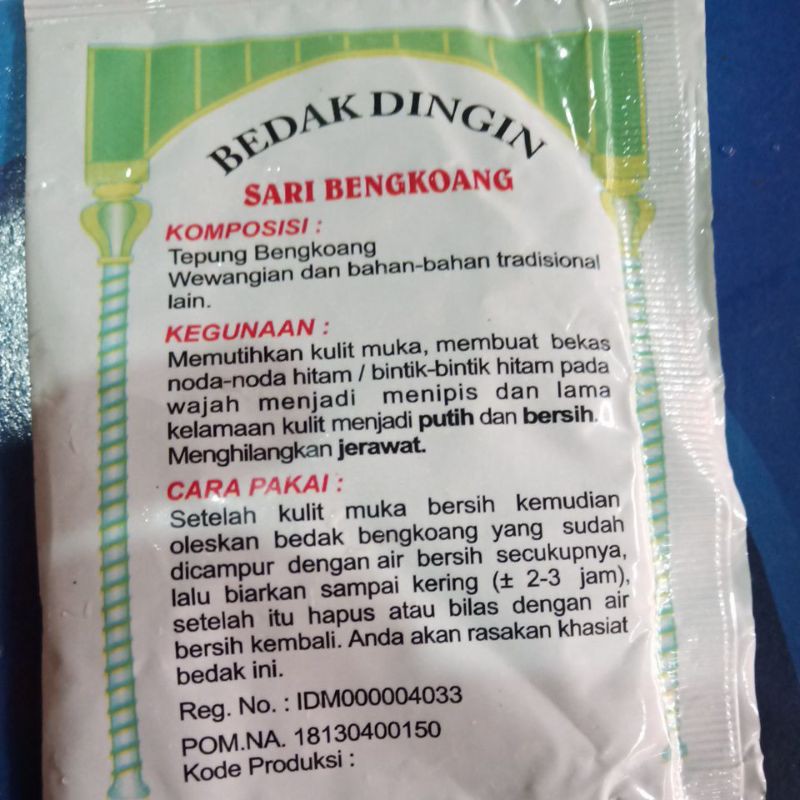 BEDAK DINGIN
SARI BENGKOANG
KOMPOSISI :
Tepung Bengkoang
Wewangian dan bahan-bahan tradisional
lain.
KEGUNAAN :
Memutihkan kulit muka, membuat bekas
noda-noda hitam / bintik-bintik hitam pada
wajah menjadi menipis dan lama
kelamaan kulit menjadi putih dan bersih.
Menghilangkan jerawat.
CARA PAKAI :
Setelah kulit muka bersih kemudian
oleskan bedak bengkoang yang sudah
dicampur dengan air bersih secukupnya,
lalu biarkan sampai kering (± 2-3 jam),
setelah itu hapus atau bilas dengan air
bersih kembali. Anda akan rasakan khasiat
bedak ini.
Reg. No. : IDM000004033
POM.NA. 18130400150
Kode Produksi :